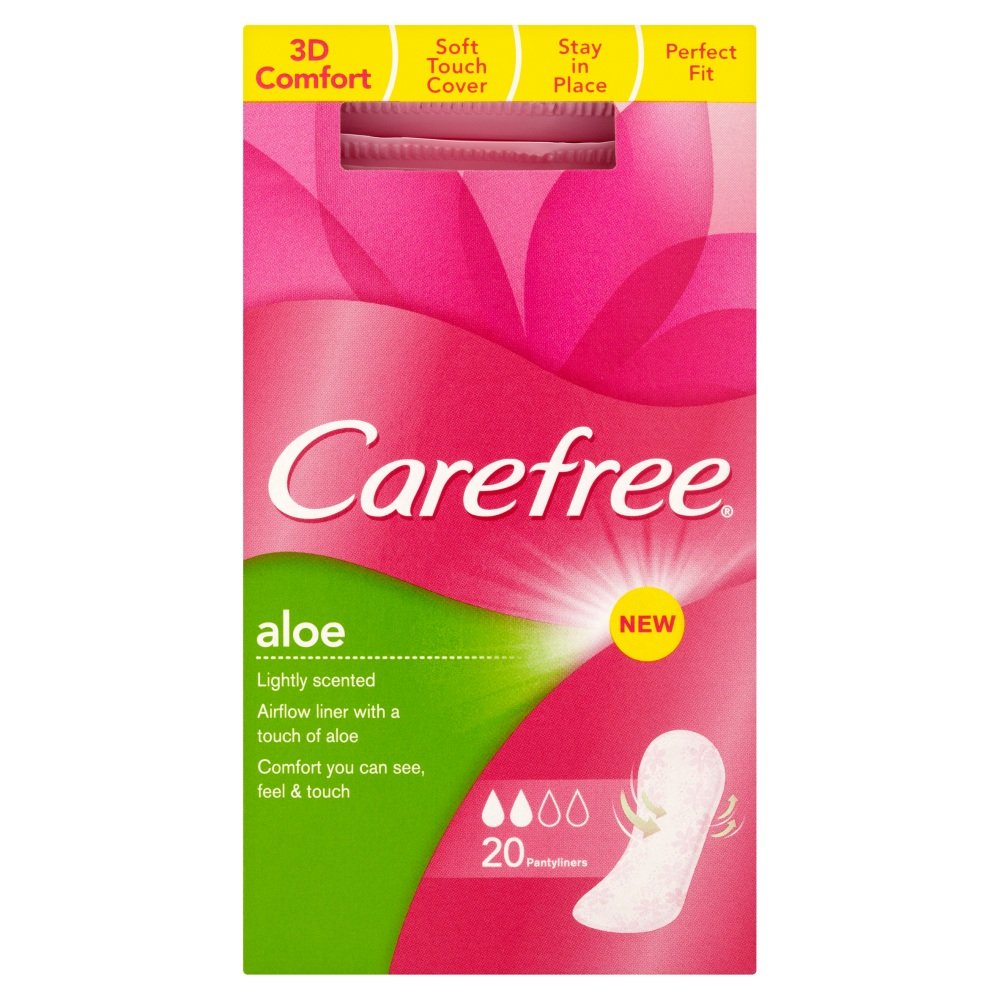 3D
Comfort
Soft
Touch
Cover
Stay
in
Place
Perfect
Fit
Carefree®
NEW
aloe
Lightly scented
Airflow liner with a
touch of aloe
Comfort you can see,
feel & touch
20 Pantyliners